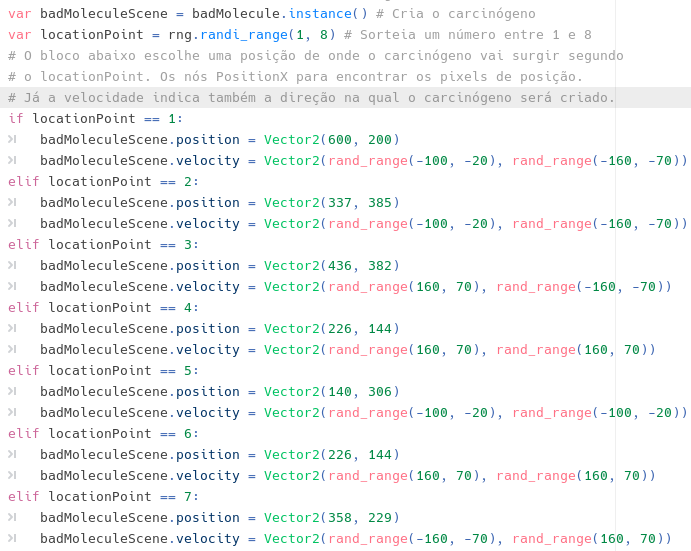 var badMoleculeScene = badMolecule.instance() # Cria o carcinógeno
var locationPoint = rng.randi_range(1, 8) # Sorteia um número entre 1 e 8
# O bloco abaixo escolhe uma posição de onde o carcinógeno vai surgir segundo
# o locationPoint. Os nós PositionX para encontrar os pixels de posição.
# Já a velocidade indica também a direção na qual o carcinógeno será criado.
if locationPoint == 1:
    badMoleculeScene.position = Vector2(600, 200)
    badMoleculeScene.velocity = Vector2(rand_range(-100, -20), rand_range(-160, -70))
elif locationPoint == 2:
    badMoleculeScene.position = Vector2(337, 385)
    badMoleculeScene.velocity = Vector2(rand_range(-100, -20), rand_range(-160, -70))
elif locationPoint == 3:
    badMoleculeScene.position = Vector2(436, 382)
    badMoleculeScene.velocity = Vector2(rand_range(160, 70), rand_range(-160, -70))
elif locationPoint == 4:
    badMoleculeScene.position = Vector2(226, 144)
    badMoleculeScene.velocity = Vector2(rand_range(160, 70), rand_range(160, 70))
elif locationPoint == 5:
    badMoleculeScene.position = Vector2(140, 306)
    badMoleculeScene.velocity = Vector2(rand_range(-100, -20), rand_range(-100, -20))
elif locationPoint == 6:
    badMoleculeScene.position = Vector2(226, 144)
    badMoleculeScene.velocity = Vector2(rand_range(160, 70), rand_range(160, 70))
elif locationPoint == 7:
    badMoleculeScene.position = Vector2(358, 229)
    badMoleculeScene.velocity = Vector2(rand_range(-160, -70), rand_range(160, 70))